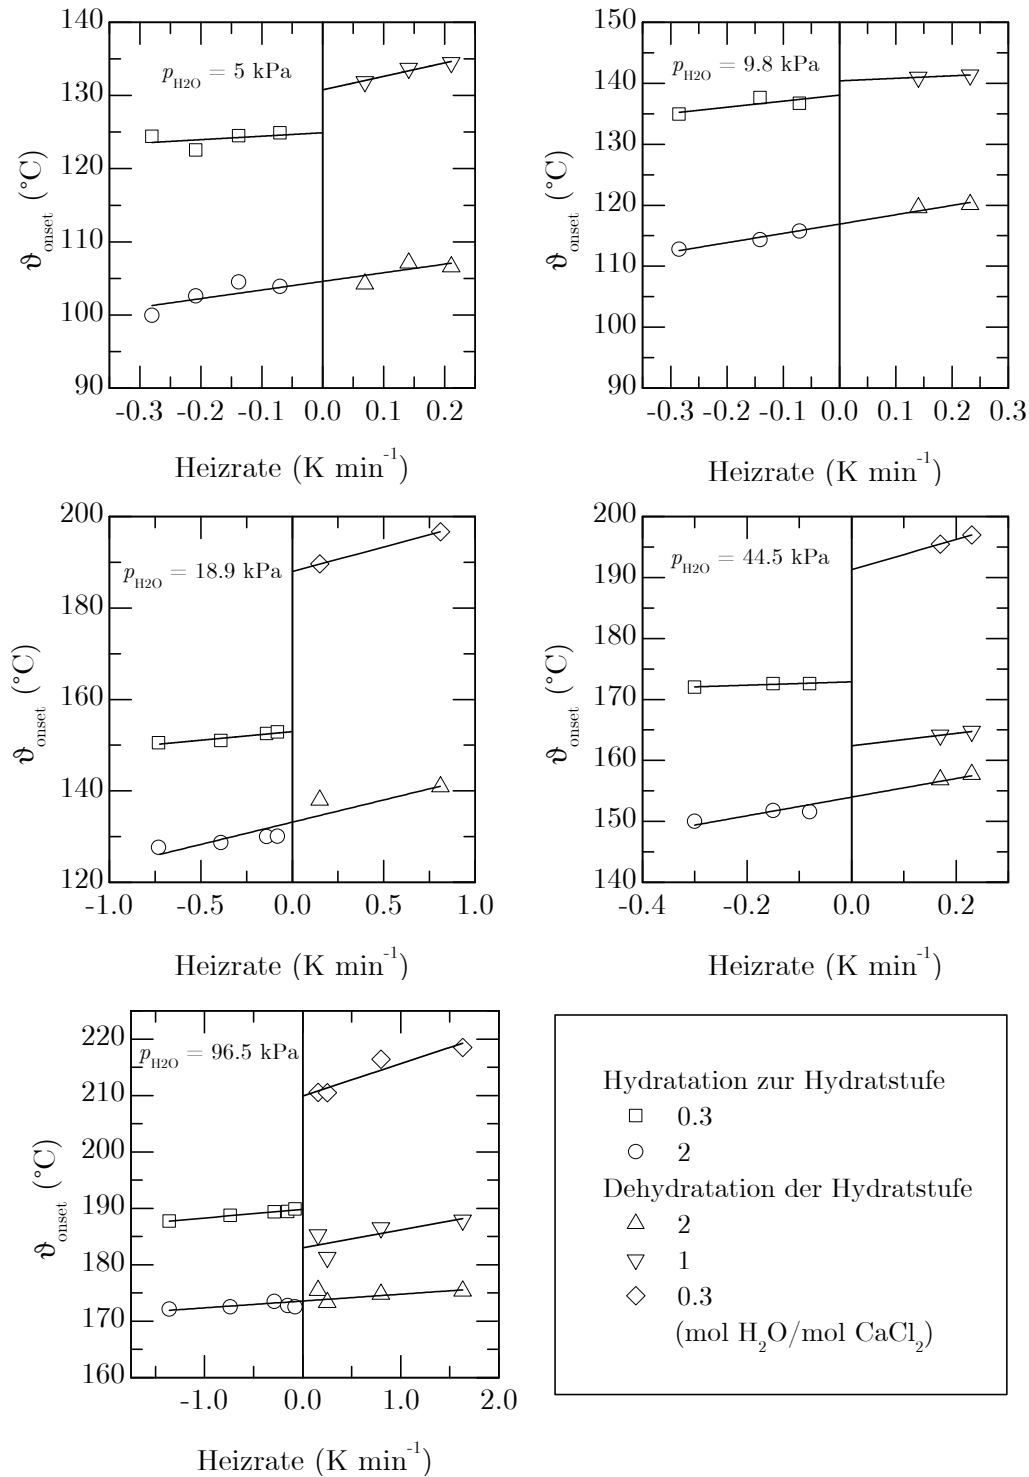 p_H2O = 5 kPa
140
130
120
110
100
90
ϑ_onset (°C)
-0.3 -0.2 -0.1 0.0 0.1 0.2
Heizrate (K min⁻¹)
p_H2O = 9.8 kPa
150
140
130
120
110
100
90
ϑ_onset (°C)
-0.3 -0.2 -0.1 0.0 0.1 0.2 0.3
Heizrate (K min⁻¹)
p_H2O = 18.9 kPa
200
180
160
140
120
ϑ_onset (°C)
-1.0 -0.5 0.0 0.5 1.0
Heizrate (K min⁻¹)
p_H2O = 44.5 kPa
200
190
180
170
160
150
140
ϑ_onset (°C)
-0.4 -0.2 0.0 0.2
Heizrate (K min⁻¹)
p_H2O = 96.5 kPa
220
210
200
190
180
170
160
ϑ_onset (°C)
-1.0 0.0 1.0 2.0
Heizrate (K min⁻¹)
Hydratation zur Hydratstufe
0.3
2
Dehydratation der Hydratstufe
2
1
0.3
(mol H₂O/mol CaCl₂)